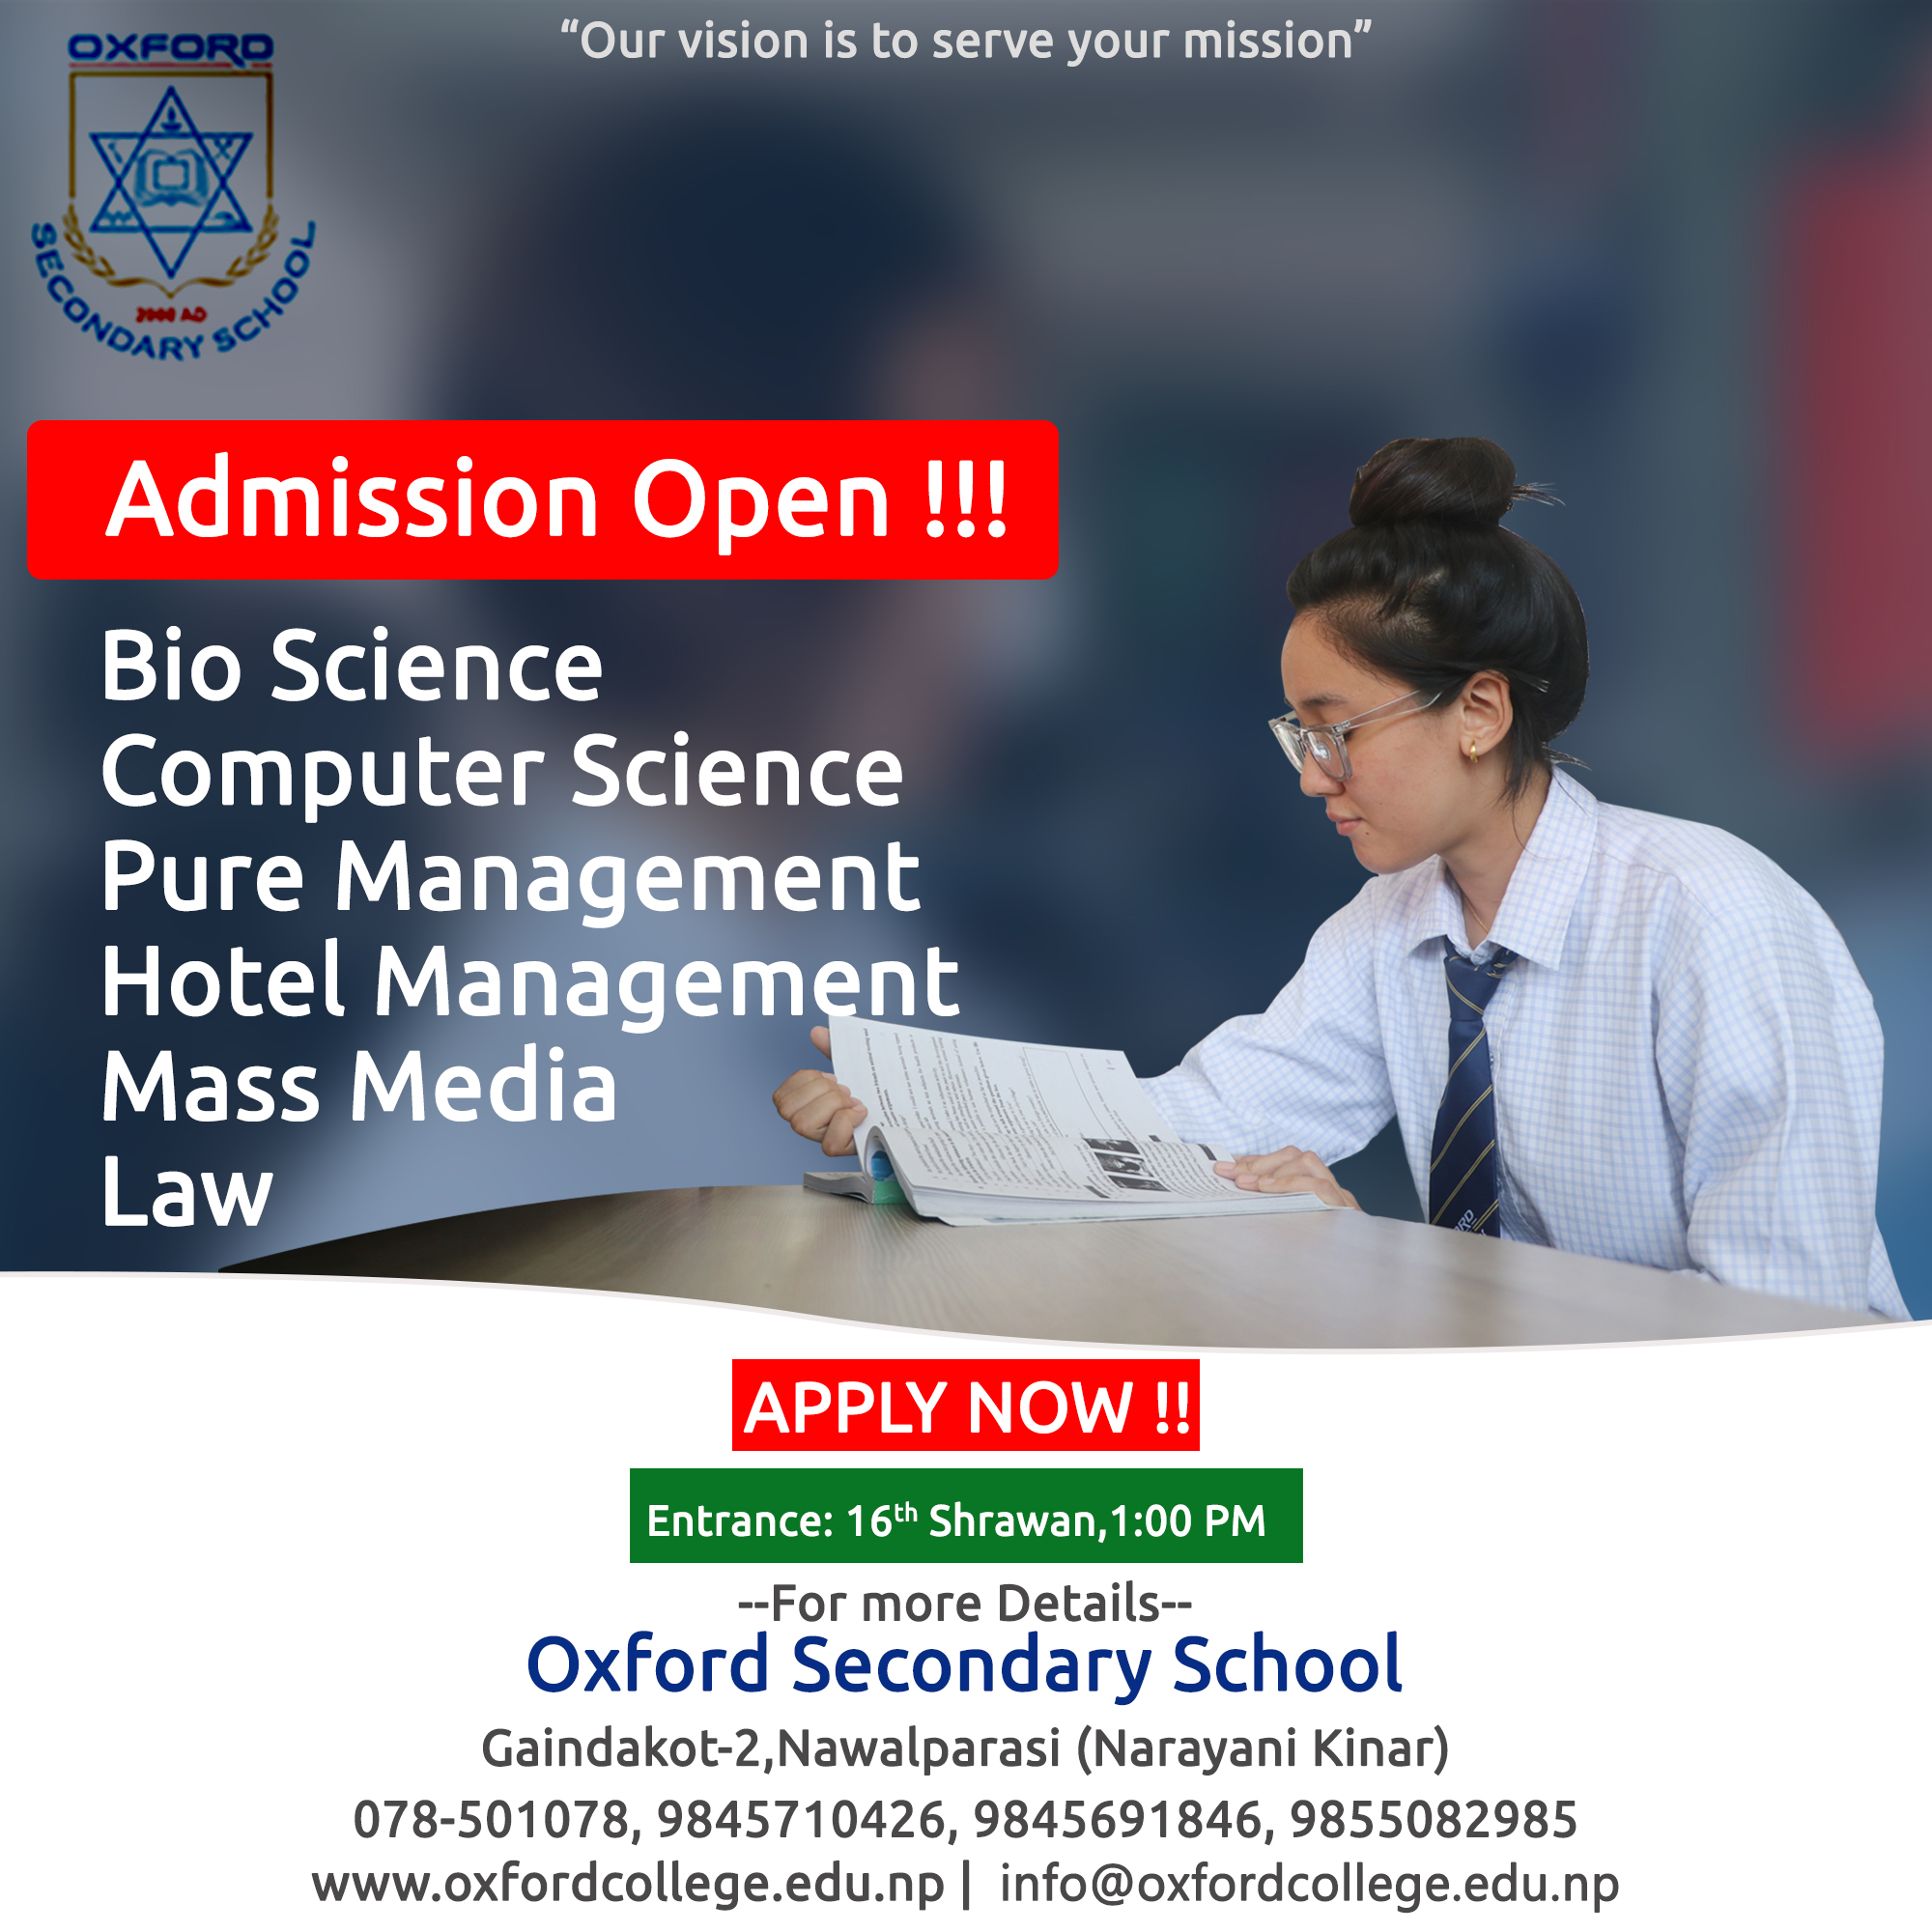 “Our vision is to serve your mission”
OXFORD
SECONDARY SCHOOL
Admission Open !!!
Bio Science
Computer Science
Pure Management
Hotel Management
Mass Media
Law
APPLY NOW !!
Entrance: 16th Shrawan,1:00 PM
--For more Details--
Oxford Secondary School
Gaindakot-2,Nawalparasi (Narayani Kinar)
078-501078, 9845710426, 9845691846, 9855082985
www.oxfordcollege.edu.np | info@oxfordcollege.edu.np